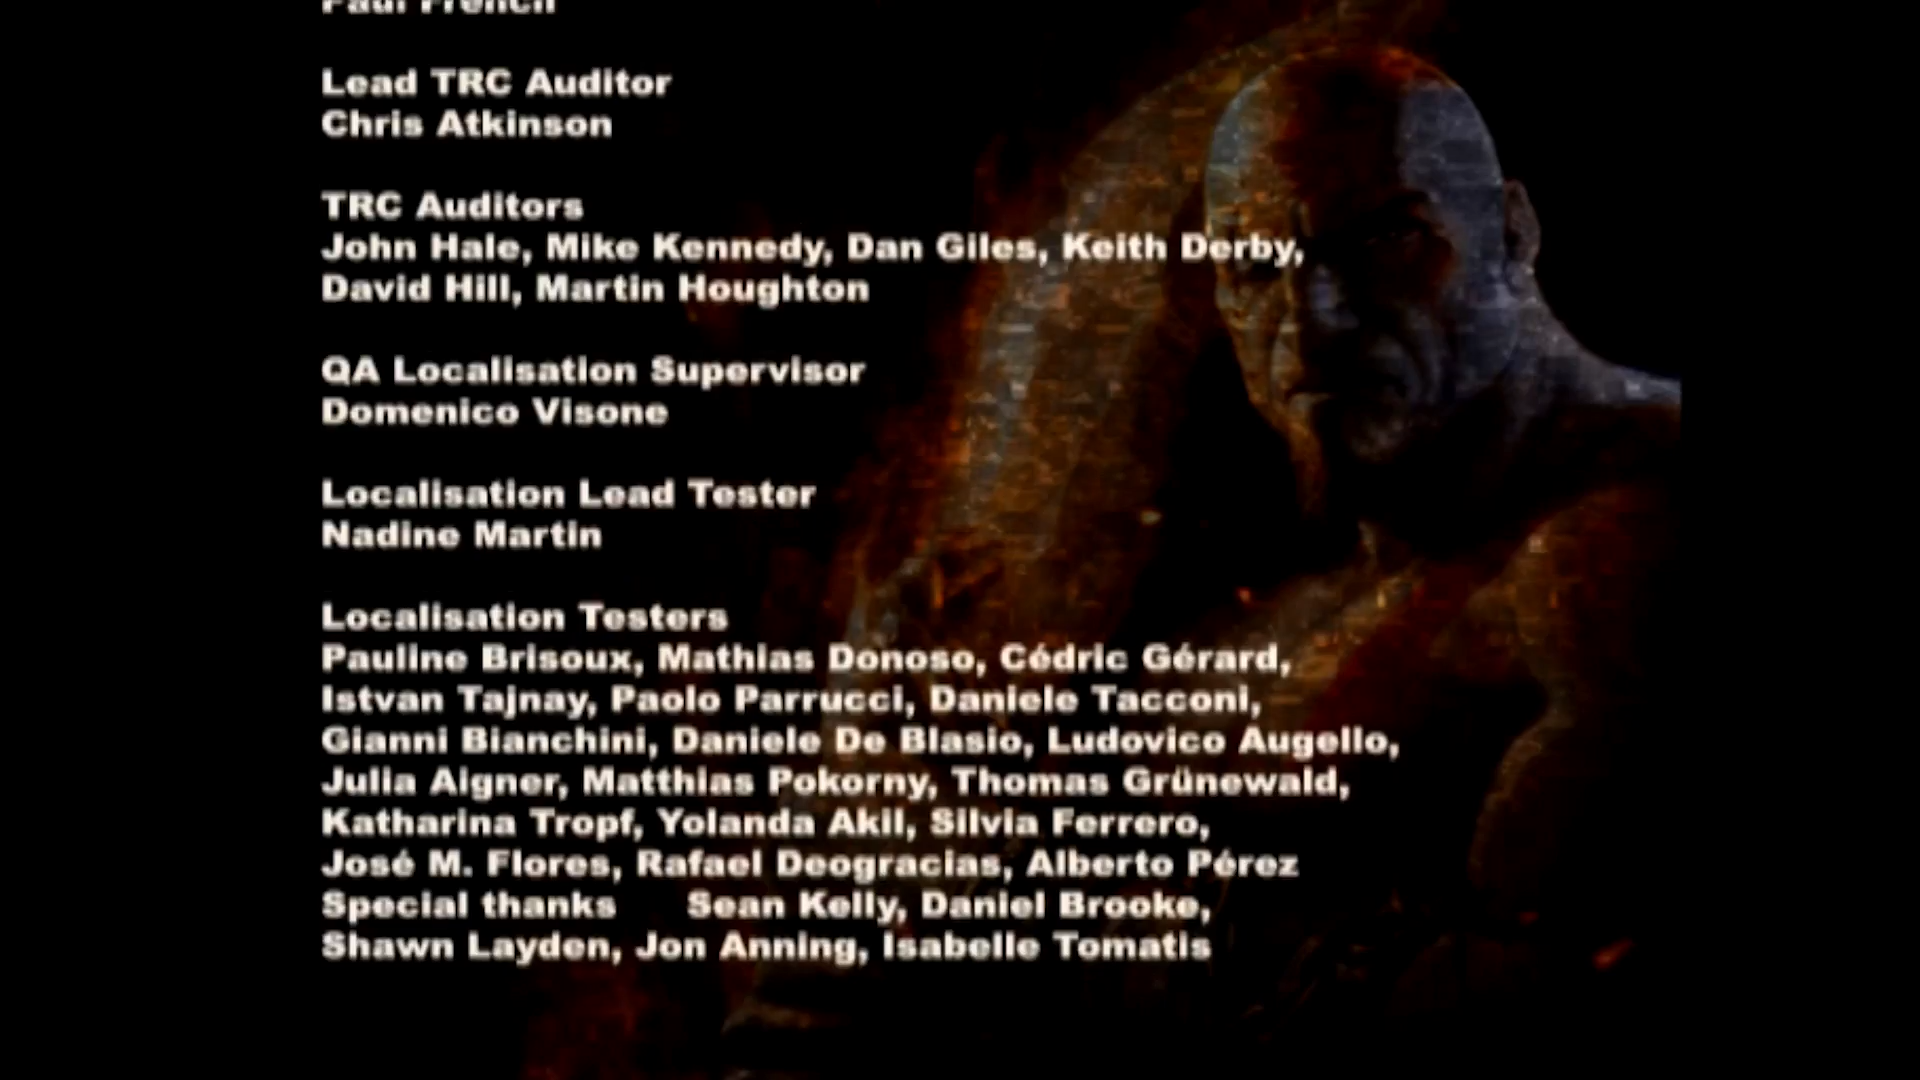 Paul French
Lead TRC Auditor
Chris Atkinson
TRC Auditors
John Hale, Mike Kennedy, Dan Giles, Keith Derby,
David Hill, Martin Houghton
QA Localisation Supervisor
Domenico Visone
Localisation Lead Tester
Nadine Martin
Localisation Testers
Pauline Brisoux, Mathias Donoso, Cédric Gérard,
Istvan Tajnay, Paolo Parrucci, Daniele Tacconi,
Gianni Bianchini, Daniele De Blasio, Ludovico Augello,
Julia Aigner, Matthias Pokorny, Thomas Grünewald,
Katharina Tropf, Yolanda Akil, Silvia Ferrero,
José M. Flores, Rafael Deogracias, Alberto Pérez
Special thanks Sean Kelly, Daniel Brooke,
Shawn Layden, Jon Anning, Isabelle Tomatis